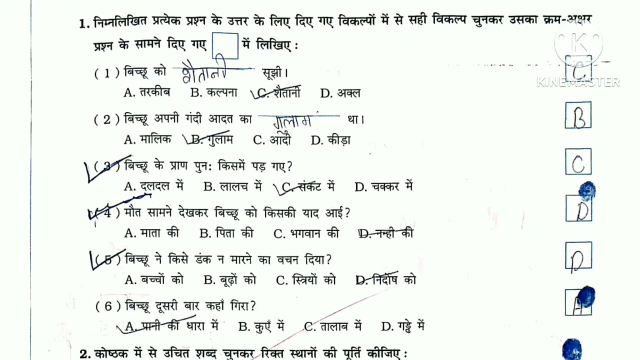 1. निम्नलिखित प्रत्येक प्रश्न के उत्तर के लिए दिए गए विकल्पों में से सही विकल्प चुनकर उसका क्रम-अक्षर
प्रश्न के सामने दिए गए में लिखिए :
KINEMASTER
(1) बिच्छू को शैतानी सूझी। C
A. तरकीब B. कल्पना C. शैतानी D. अक्ल
(2) बिच्छू अपनी गंदी आदत का गुलाम था। B
A. मालिक B. गुलाम C. आदी D. कीड़ा
(3) बिच्छू के प्राण पुनः किसमें पड़ गए? C
A. दलदल में B. लालच में C. संकट में D. चक्कर में
(4) मौत सामने देखकर बिच्छू को किसकी याद आई? D
A. माता की B. पिता की C. भगवान की D. नन्ही की
(5) बिच्छू ने किसे डंक न मारने का वचन दिया? D
A. बच्चों को B. बूढ़ों को C. स्त्रियों को D. निर्दोष को
(6) बिच्छू दूसरी बार कहाँ गिरा? A
A. पानी की धारा में B. कुएँ में C. तालाब में D. गड्ढे में
2. कोष्ठक में से उचित शब्द चुनकर रिक्त स्थानों की पूर्ति कीजिए :